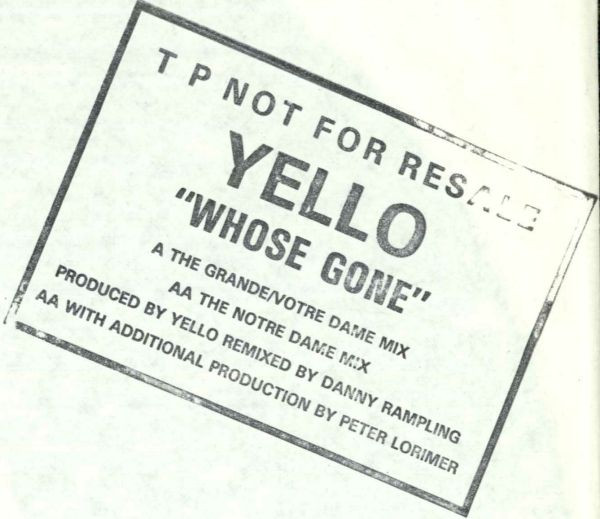 T P NOT FOR RESALE
YELLO
"WHOSE GONE"
A THE GRANDE/VOTRE DAME MIX
AA THE NOTRE DAME MIX
PRODUCED BY YELLO REMIXED BY DANNY RAMPLING
AA WITH ADDITIONAL PRODUCTION BY PETER LORIMER